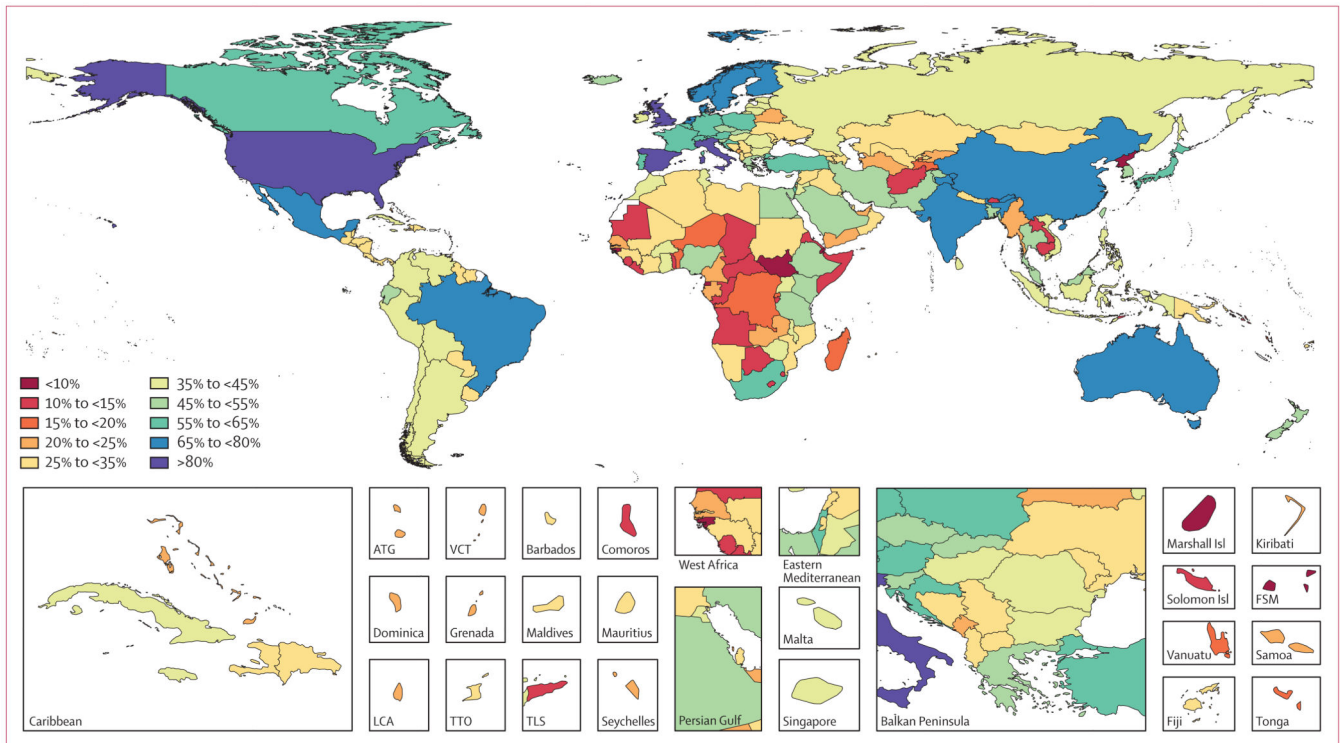 <10%
10% to <15%
15% to <20%
20% to <25%
25% to <35%
35% to <45%
45% to <55%
55% to <65%
65% to <80%
>80%
Caribbean
ATG
VCT
Barbados
Comoros
Dominica
Grenada
Maldives
Mauritius
LCA
TTO
TLS
Seychelles
West Africa
Eastern
Mediterranean
Persian Gulf
Malta
Singapore
Balkan Peninsula
Marshall Isl
Kiribati
Solomon Isl
FSM
Vanuatu
Samoa
Fiji
Tonga